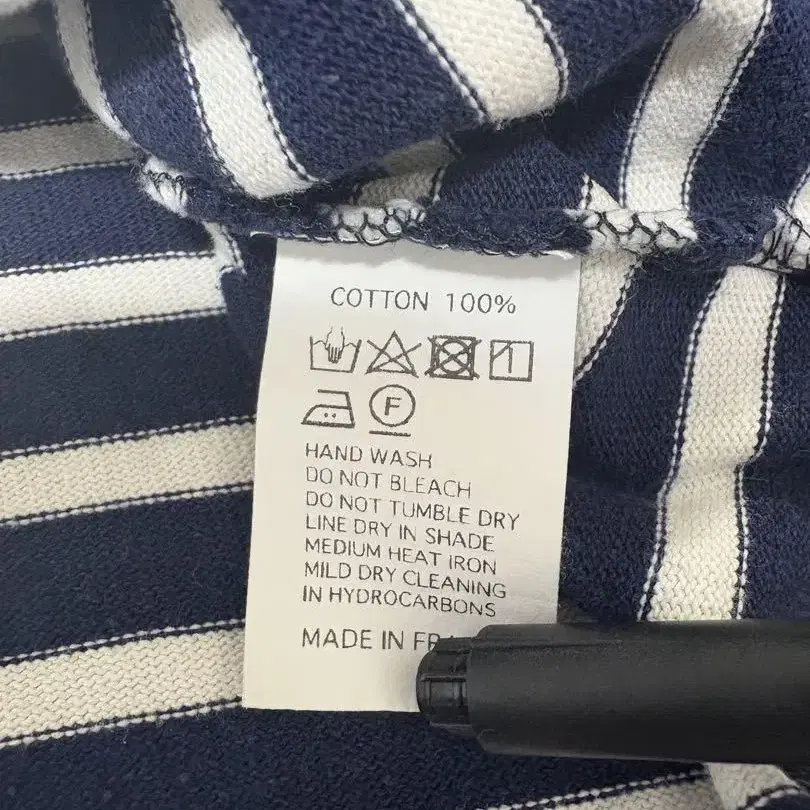 COTTON 100%
F
HAND WASH
DO NOT BLEACH
DO NOT TUMBLE DRY
LINE DRY IN SHADE
MEDIUM HEAT IRON
MILD DRY CLEANING
IN HYDROCARBONS
MADE IN